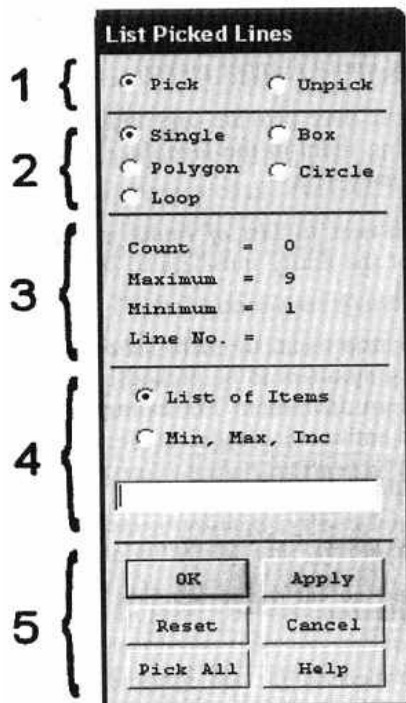 List Picked Lines
1 Pick Unpick
2 Single Box
Polygon Circle
Loop
3 Count = 0
Maximum = 9
Minimum = 1
Line No. =
4 List of Items
Min, Max, Inc
5 OK Apply
Reset Cancel
Pick All Help